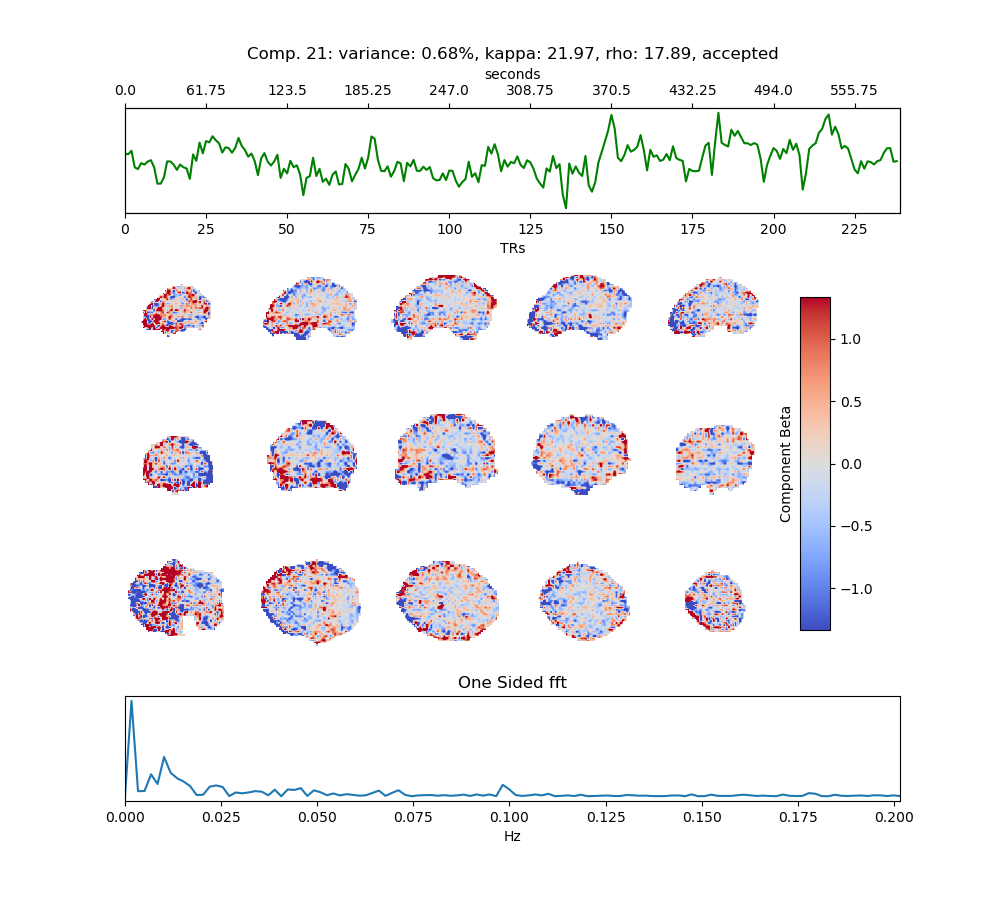 Comp. 21: variance: 0.68%, kappa: 21.97, rho: 17.89, accepted
seconds
0.0 61.75 123.5 185.25 247.0 308.75 370.5 432.25 494.0 555.75
0 25 50 75 100 125 150 175 200 225
TRs
1.0
0.5
0.0
−0.5
−1.0
Component Beta
One Sided fft
0.000 0.025 0.050 0.075 0.100 0.125 0.150 0.175 0.200
Hz